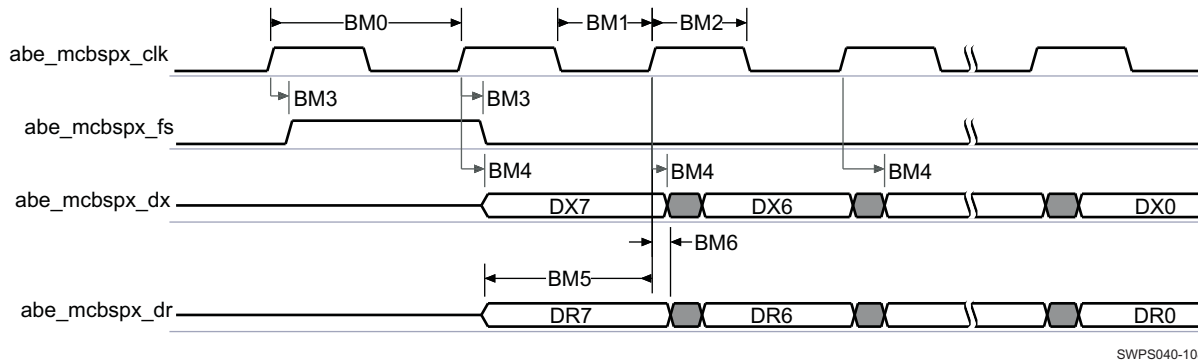 BM0 BM1 BM2
abe_mcbspx_clk
BM3 BM3
abe_mcbspx_fs
BM4 BM4 BM4
abe_mcbspx_dx DX7 DX6 DX0
BM6
BM5
abe_mcbspx_dr DR7 DR6 DR0
SWPS040-10